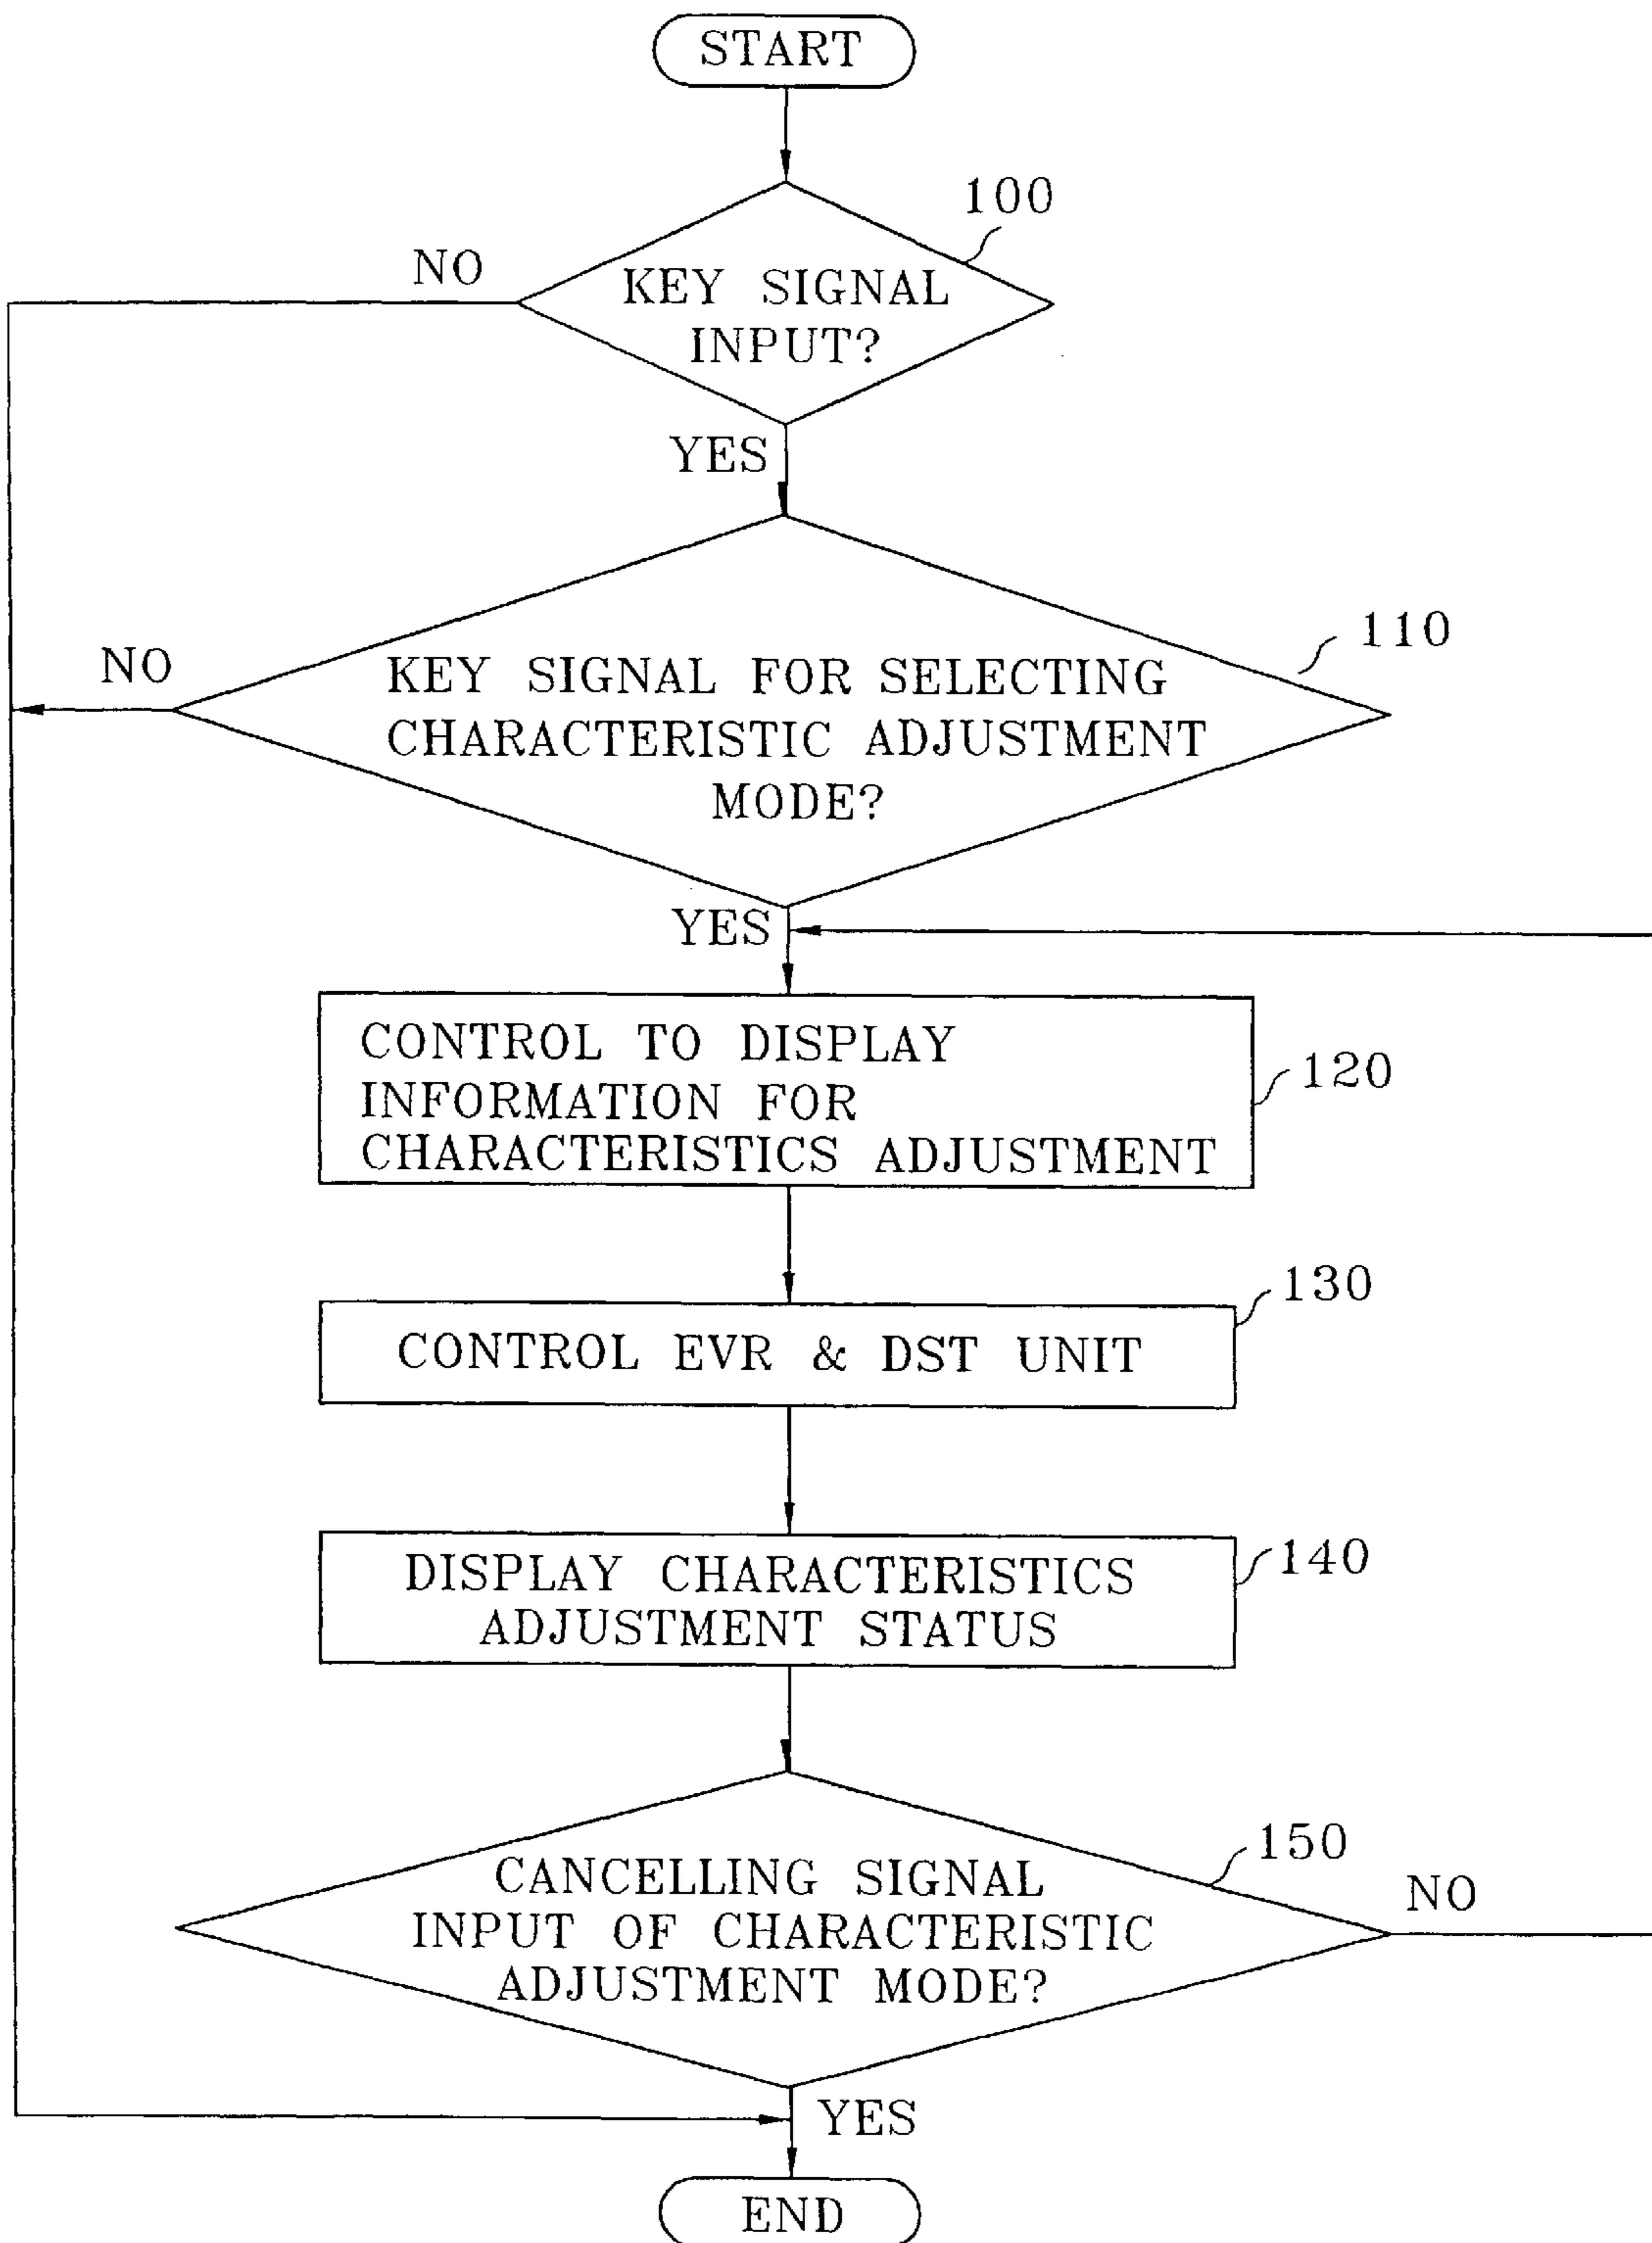 START
100
NO
KEY SIGNAL
INPUT?
YES
110
NO
KEY SIGNAL FOR SELECTING
CHARACTERISTIC ADJUSTMENT
MODE?
YES
CONTROL TO DISPLAY
INFORMATION FOR
CHARACTERISTICS ADJUSTMENT
120
130
CONTROL EVR & DST UNIT
140
DISPLAY CHARACTERISTICS
ADJUSTMENT STATUS
150
CANCELLING SIGNAL
INPUT OF CHARACTERISTIC
ADJUSTMENT MODE?
NO
YES
END